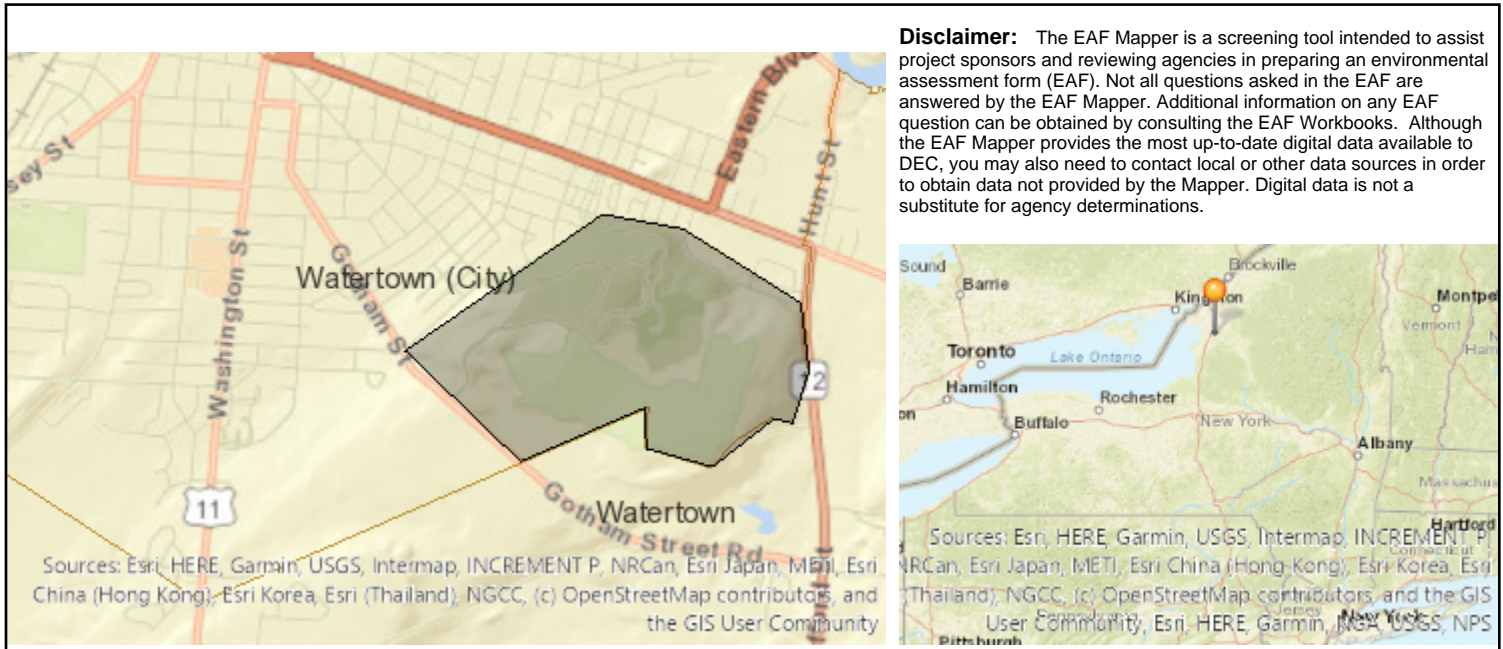 Disclaimer: The EAF Mapper is a screening tool intended to assist
project sponsors and reviewing agencies in preparing an environmental
assessment form (EAF). Not all questions asked in the EAF are
answered by the EAF Mapper. Additional information on any EAF
question can be obtained by consulting the EAF Workbooks. Although
the EAF Mapper provides the most up-to-date digital data available to
DEC, you may also need to contact local or other data sources in order
to obtain data not provided by the Mapper. Digital data is not a
substitute for agency determinations.
sey St
Eastern Blvd
Hunt St
Washington St
Gotham St
Watertown (City)
12
11
Watertown
Gotham Street Rd
Sources: Esri, HERE, Garmin, USGS, Intermap, INCREMENT P, NRCan, Esri Japan, METI, Esri
China (Hong Kong), Esri Korea, Esri (Thailand), NGCC, (c) OpenStreetMap contributors, and
the GIS User Community
Sound
Barrie
Brockville
Kingston
Montpel
Vermont
Toronto
Lake Ontario
Hamilton
Rochester
Buffalo
New York
Albany
Massachus
Hartford
Connecticut
Sources: Esri, HERE, Garmin, USGS, Intermap, INCREMENT P,
NRCan, Esri Japan, METI, Esri China (Hong Kong), Esri Korea, Esri
(Thailand), NGCC, (c) OpenStreetMap contributors, and the GIS
User Community, Esri, HERE, Garmin, NGA, USGS, NPS
Pennsylvania
Jersey
New York
Pittsburgh